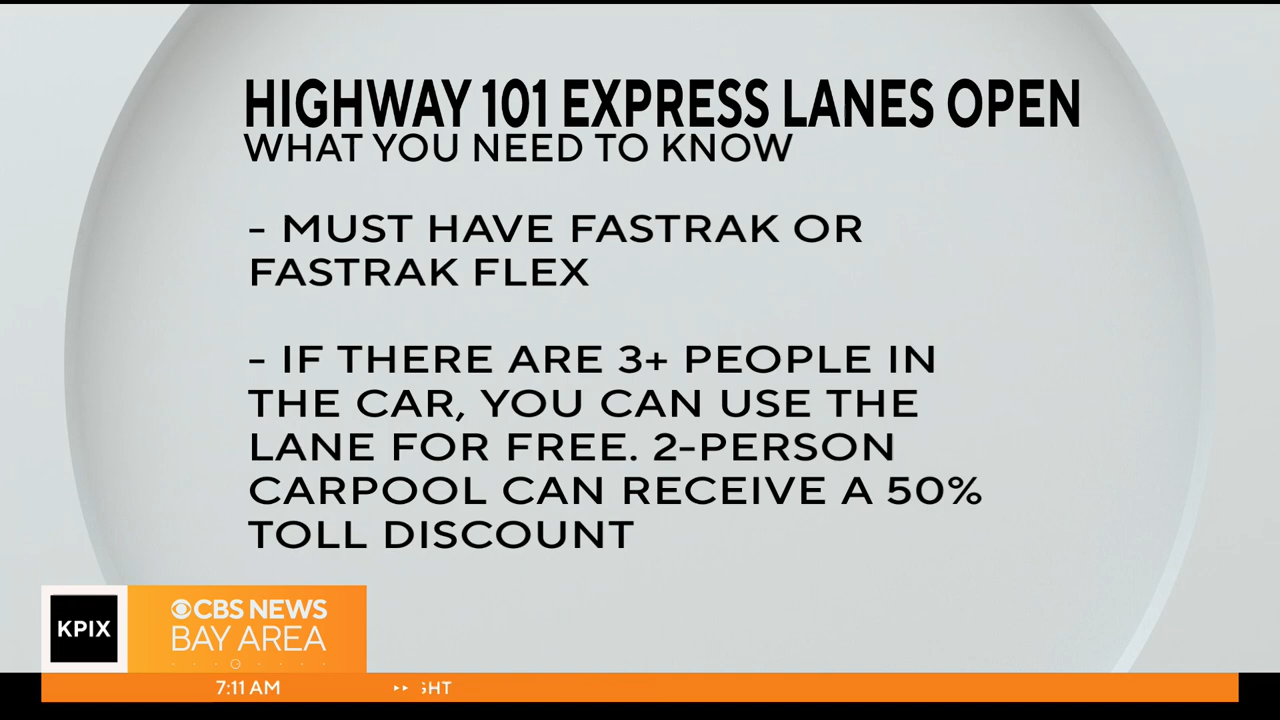 HIGHWAY 101 EXPRESS LANES OPEN
WHAT YOU NEED TO KNOW
- MUST HAVE FASTRAK OR
FASTRAK FLEX
- IF THERE ARE 3+ PEOPLE IN
THE CAR, YOU CAN USE THE
LANE FOR FREE. 2-PERSON
CARPOOL CAN RECEIVE A 50%
TOLL DISCOUNT
KPIX
CBS NEWS
BAY AREA
7:11 AM